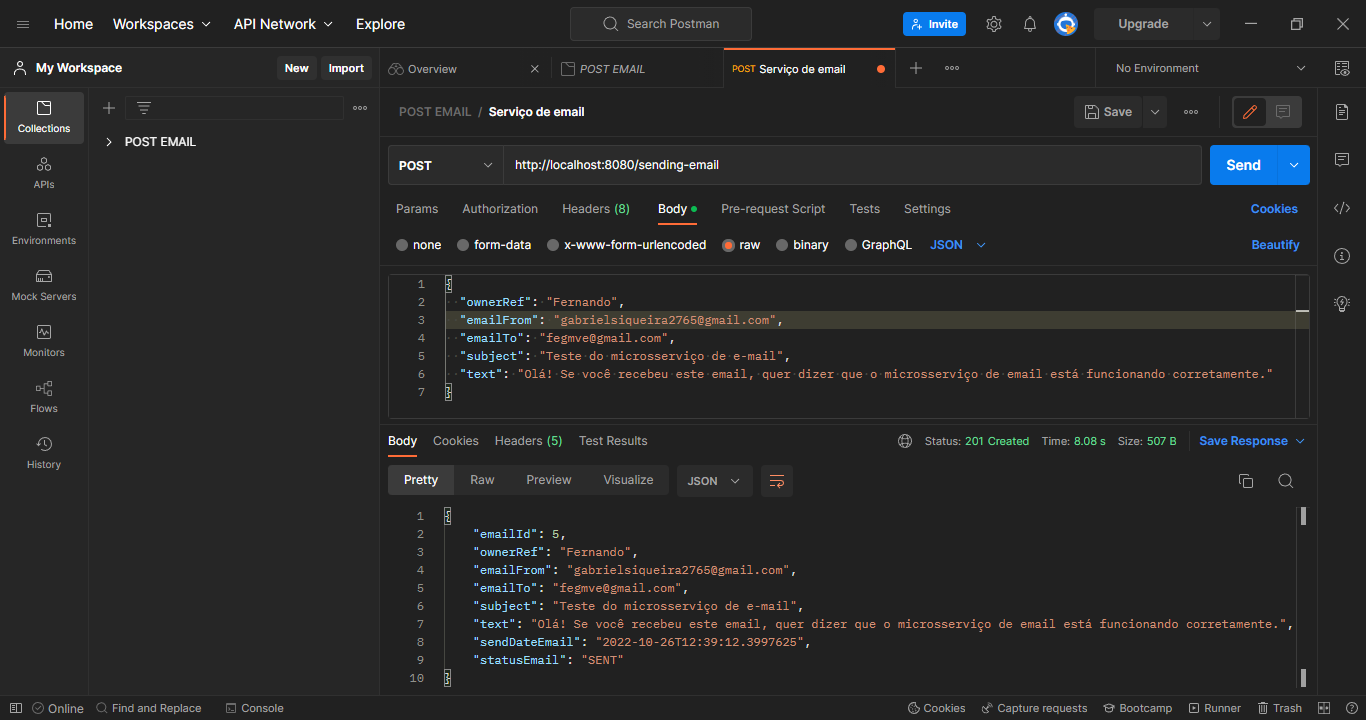 Home Workspaces API Network Explore Search Postman Invite Upgrade
My Workspace New Import Overview POST EMAIL POST Serviço de email No Environment
Collections
APIs
Environments
Mock Servers
Monitors
Flows
History
POST EMAIL
POST EMAIL / Serviço de email Save
POST http://localhost:8080/sending-email Send
Params Authorization Headers (8) Body Pre-request Script Tests Settings Cookies
none form-data x-www-form-urlencoded raw binary GraphQL JSON Beautify
1 {
2 "ownerRef": "Fernando",
3 "emailFrom": "gabrielsiqueira2765@gmail.com",
4 "emailTo": "fegmve@gmail.com",
5 "subject": "Teste do microsserviço de e-mail",
6 "text": "Olá! Se você recebeu este email, quer dizer que o microsserviço de email está funcionando corretamente."
7 }
Body Cookies Headers (5) Test Results Status: 201 Created Time: 8.08 s Size: 507 B Save Response
Pretty Raw Preview Visualize JSON
1 {
2 "emailId": 5,
3 "ownerRef": "Fernando",
4 "emailFrom": "gabrielsiqueira2765@gmail.com",
5 "emailTo": "fegmve@gmail.com",
6 "subject": "Teste do microsserviço de e-mail",
7 "text": "Olá! Se você recebeu este email, quer dizer que o microsserviço de email está funcionando corretamente.",
8 "sendDateEmail": "2022-10-26T12:39:12.3997625",
9 "statusEmail": "SENT"
10 }
Online Find and Replace Console Cookies Capture requests Bootcamp Runner Trash